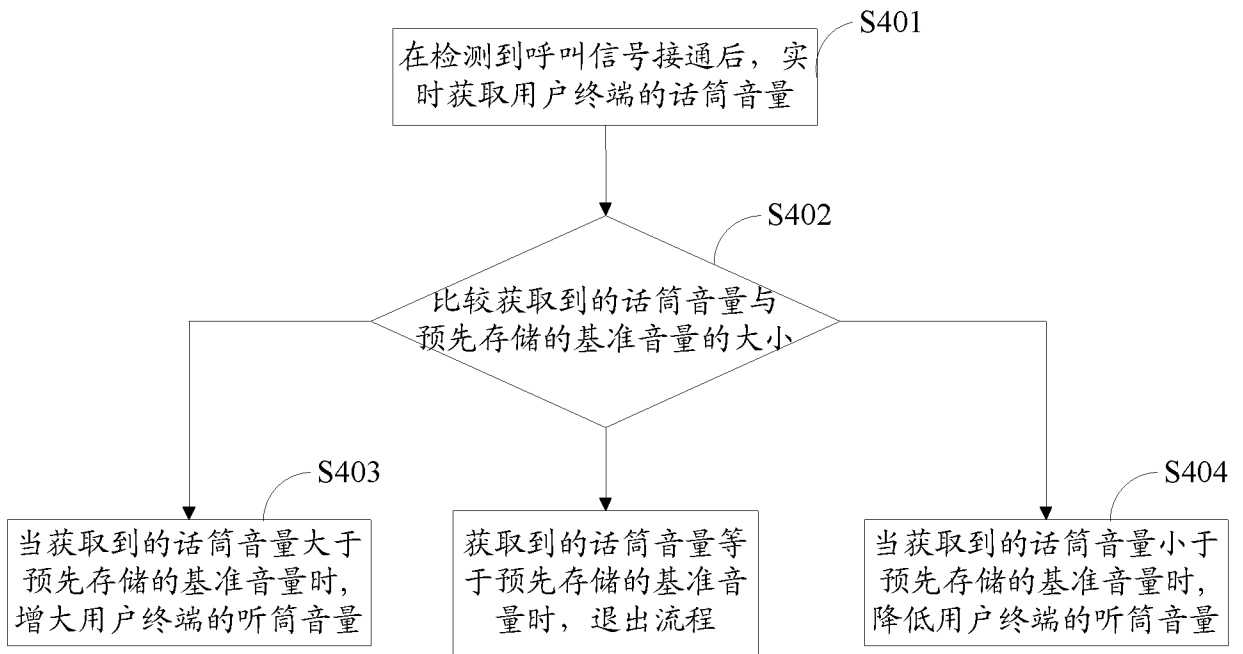 S401
在检测到呼叫信号接通后，实
时获取用户终端的话筒音量
S402
比较获取到的话筒音量与
预先存储的基准音量的大小
S403
当获取到的话筒音量大于
预先存储的基准音量时，
增大用户终端的听筒音量
获取到的话筒音量等
于预先存储的基准音
量时，退出流程
S404
当获取到的话筒音量小于
预先存储的基准音量时，
降低用户终端的听筒音量